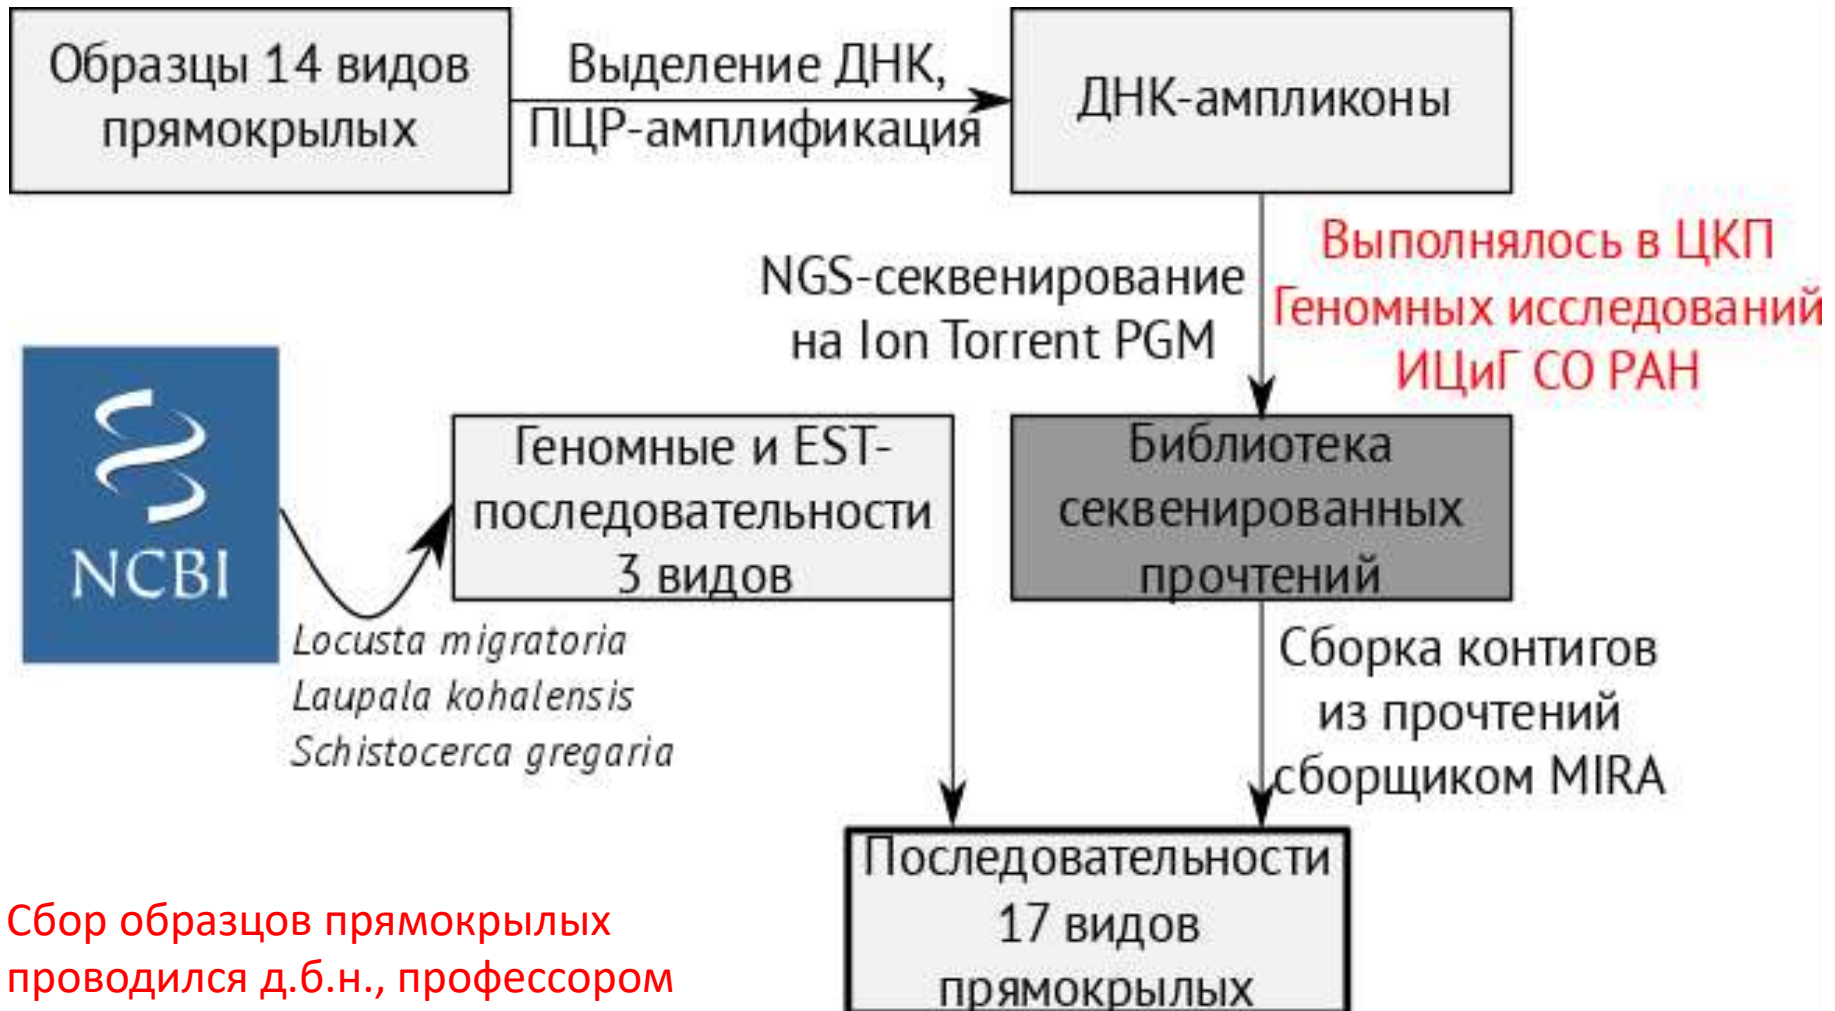 Образцы 14 видов
прямокрылых
Выделение ДНК,
ПЦР-амплификация
ДНК-ампликоны
NGS-секвенирование
на Ion Torrent PGM
Выполнялось в ЦКП
Геномных исследований
ИЦиГ СО РАН
NCBI
Геномные и EST-
последовательности
3 видов
Библиотека
секвенированных
прочтений
Locusta migratoria
Laupala kohalensis
Schistocerca gregaria
Сборка контигов
из прочтений
сборщиком MIRA
Последовательности
17 видов
прямокрылых
Сбор образцов прямокрылых
проводился д.б.н., профессором